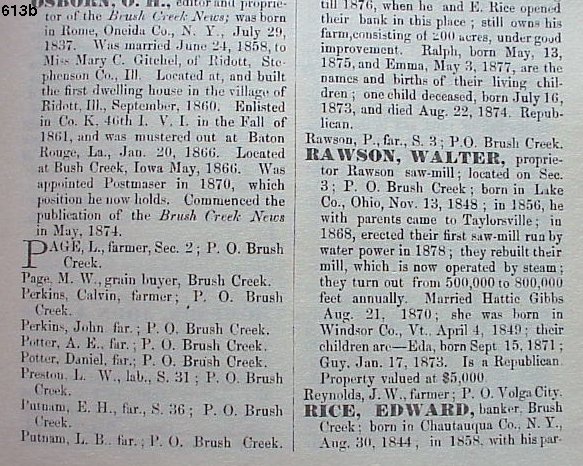 613b
OSBORN, O. H., editor and proprie-
tor of the Brush Creek News; was born
in Rome, Oneida Co., N. Y., July 29,
1837. Was married June 24, 1858, to
Miss Mary C. Gitchel, of Ridott, Ste-
phenson Co., Ill. Located at, and built
the first dwelling house in the village of
Ridott, Ill., September, 1860. Enlisted
in Co. K. 46th I. V. I. in the Fall of
1861, and was mustered out at Baton
Rouge, La., Jan. 20, 1866. Located
at Bush Creek, Iowa May, 1866. Was
appointed Postmaser in 1870, which
position he now holds. Commenced the
publication of the Brush Creek News
in May, 1874.
PAGE, L., farmer, Sec. 2; P. O. Brush
Creek.
Page, M. W., grain buyer, Brush Creek.
Perkins, Calvin, farmer; P. O. Brush
Creek.
Perkins, John, far.; P. O. Brush Creek.
Potter, A. E., far.; P. O. Brush Creek.
Potter, Daniel, far.; P. O. Brush Creek.
Preston, L. W., lab., S. 31; P. O. Brush
Creek.
Putnam, E. H., far., S. 36; P. O. Brush
Creek.
Putnam, L. B. far.; P. O. Brush Creek.
till 1876, when he and E. Rice opened
their bank in this place; still owns his
farm, consisting of 200 acres, under good
improvement. Ralph, born May, 13,
1875, and Emma, May 3, 1877, are the
names and births of their living chil-
dren; one child deceased, born July 16,
1873, and died Aug. 22, 1874. Repub-
lican.
Rawson, P., far., S. 3; P.O. Brush Creek.
RAWSON, WALTER, proprie-
tor Rawson saw-mill; located on Sec.
3; P. O. Brush Creek; born in Lake
Co., Ohio, Nov. 13, 1848; in 1856, he
with parents came to Taylorsville; in
1868, erected their first saw-mill run by
water power in 1878; they rebuilt their
mill, which is now operated by steam;
they turn out from 500,000 to 800,000
feet annually. Married Hattic Gibbs
Aug. 21, 1870; she was born in
Windsor Co., Vt., April 4, 1849; their
children are—Eda, born Sept. 15, 1871;
Guy, Jan. 17, 1873. Is a Republican.
Property valued at $5,000.
Reynolds, J. W., farmer; P. O. Volga City.
RICE, EDWARD, banker, Brush
Creek; born in Chautauqua Co., N. Y.,
Aug. 30, 1844, in 1858, with his par-